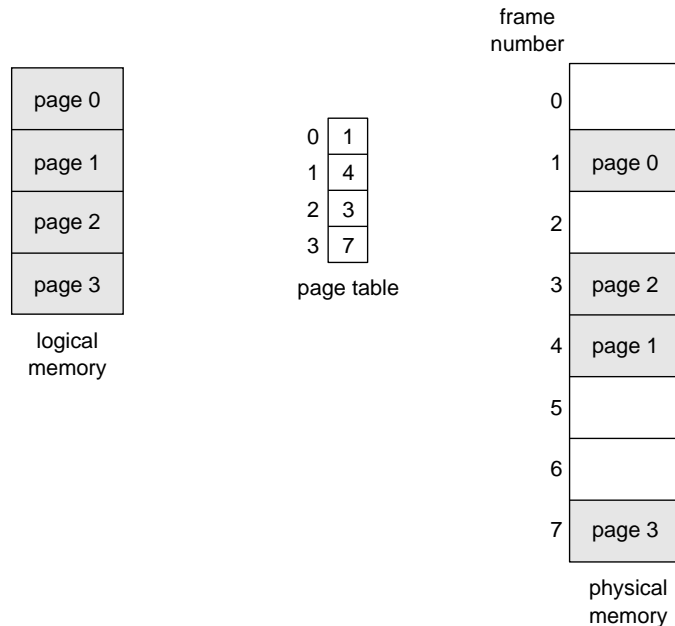 page 0
page 1
page 2
page 3
logical
memory
0 1
1 4
2 3
3 7
page table
frame
number
0
1 page 0
2
3 page 2
4 page 1
5
6
7 page 3
physical
memory